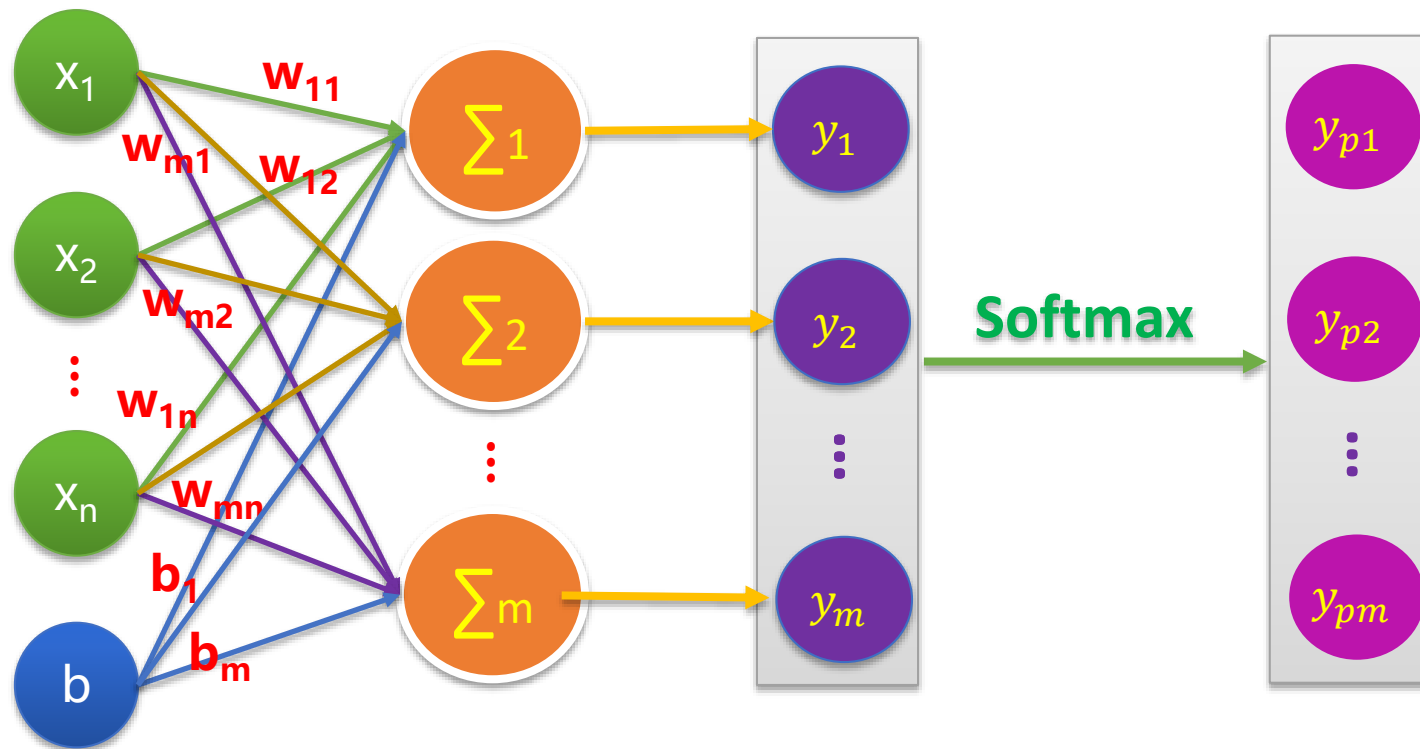 x₁
x₂
⋮
xₙ
b
w₁₁
wₘ₁
w₁₂
wₘ₂
w₁ₙ
wₘₙ
b₁
bₘ
∑1
∑2
⋮
∑m
y₁
y₂
⋮
yₘ
Softmax
yₚ₁
yₚ₂
⋮
yₚₘ